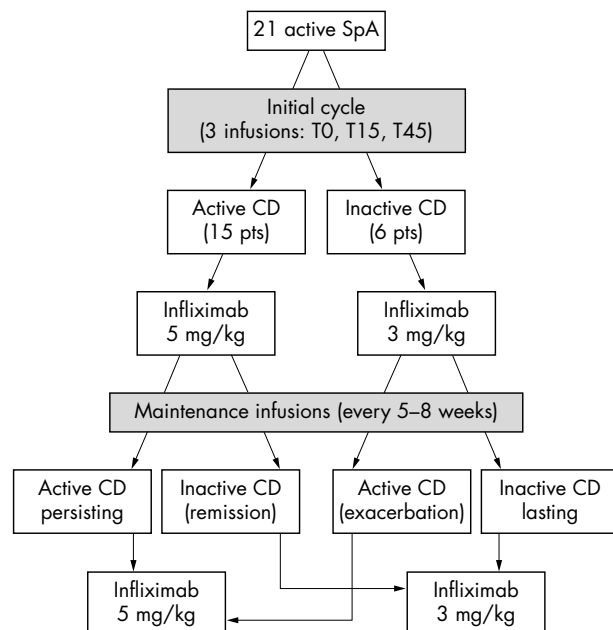 21 active SpA
Initial cycle
(3 infusions: T0, T15, T45)
Active CD
(15 pts)
Inactive CD
(6 pts)
Infliximab
5 mg/kg
Infliximab
3 mg/kg
Maintenance infusions (every 5–8 weeks)
Active CD
persisting
Inactive CD
(remission)
Active CD
(exacerbation)
Inactive CD
lasting
Infliximab
5 mg/kg
Infliximab
3 mg/kg